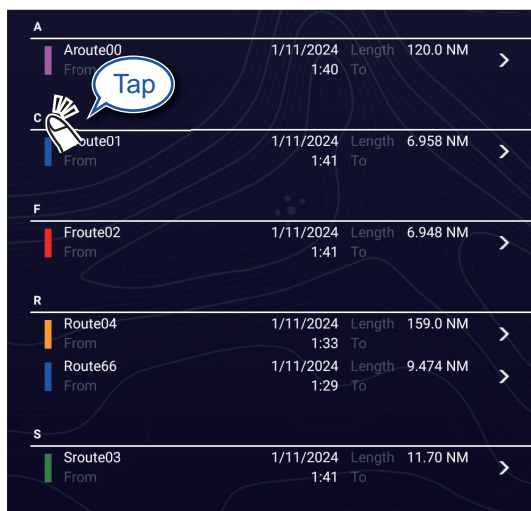 A
Aroute00 1/11/2024 Length 120.0 NM
From 1:40 To
Tap
C
oute01 1/11/2024 Length 6.958 NM
From 1:41 To
F
Froute02 1/11/2024 Length 6.948 NM
From 1:41 To
R
Route04 1/11/2024 Length 159.0 NM
From 1:33 To
Route66 1/11/2024 Length 9.474 NM
From 1:29 To
S
Sroute03 1/11/2024 Length 11.70 NM
From 1:41 To